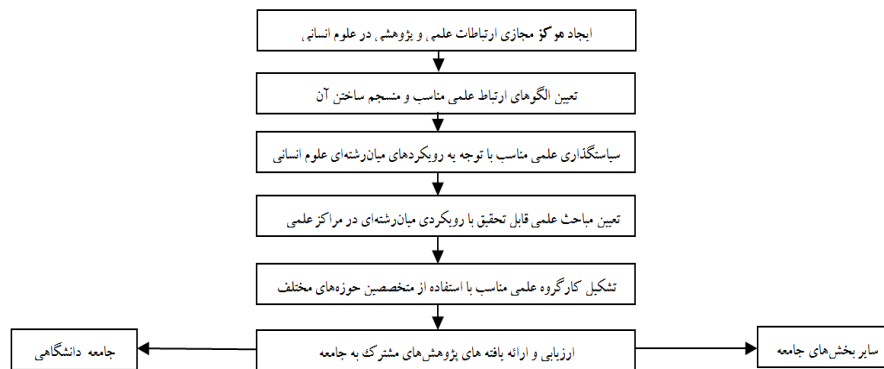 ایجاد مرکز مجازی ارتباطات علمی و پژوهشی در علوم انسانی
تعیین الگوهای ارتباط علمی مناسب و منسجم ساختن آن
سیاستگذاری علمی مناسب با توجه به رویکردهای میان‌رشته‌ای علوم انسانی
تعیین مباحث علمی قابل تحقیق با رویکردی میان‌رشته‌ای در مراکز علمی
تشکیل کارگروه علمی مناسب با استفاده از متخصصین حوزه‌های مختلف
سایر بخش‌های جامعه
ارزیابی و ارائه یافته های پژوهش‌های مشترک به جامعه
جامعه دانشگاهی